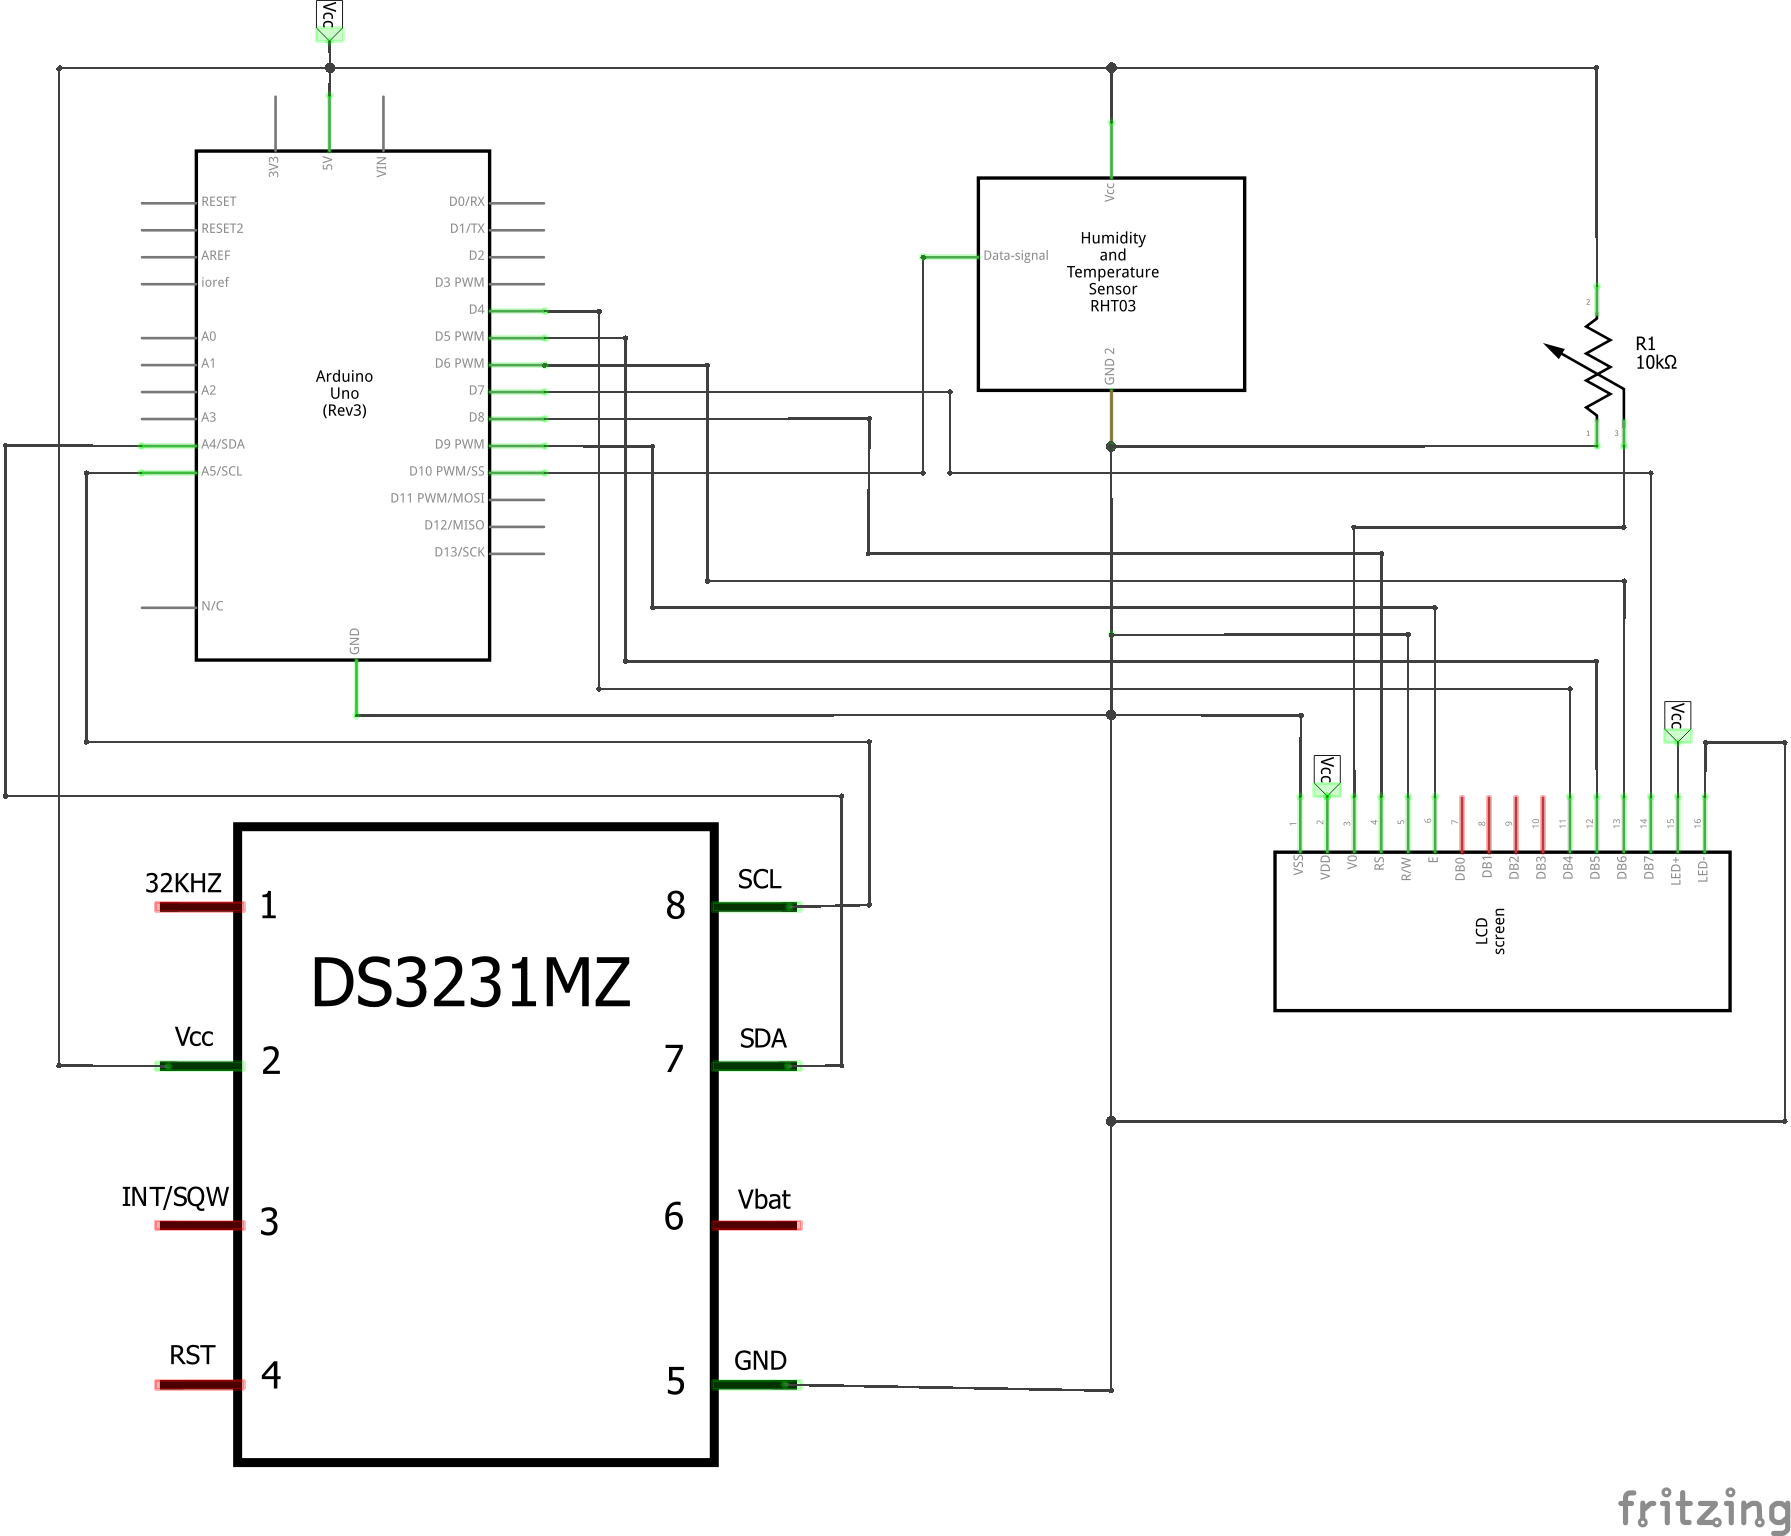 Vcc
3V3
5V
VIN
RESET
RESET2
AREF
ioref
A0
A1
A2
A3
A4/SDA
A5/SCL
N/C
Arduino
Uno
(Rev3)
D0/RX
D1/TX
D2
D3 PWM
D4
D5 PWM
D6 PWM
D7
D8
D9 PWM
D10 PWM/SS
D11 PWM/MOSI
D12/MISO
D13/SCK
GND
Vcc
Data-signal
Humidity
and
Temperature
Sensor
RHT03
GND 2
2
R1
10kΩ
1
3
Vcc
Vcc
1
2
3
4
5
6
7
8
9
10
11
12
13
14
15
16
VSS
VDD
V0
RS
R/W
E
DB0
DB1
DB2
DB3
DB4
DB5
DB6
DB7
LED+
LED-
LCD
screen
DS3231MZ
32KHZ
1
Vcc
2
INT/SQW
3
RST
4
SCL
8
SDA
7
Vbat
6
GND
5
fritzing